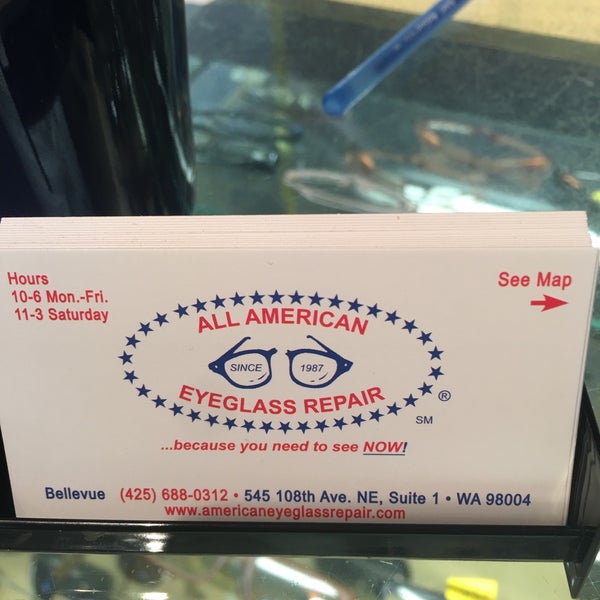 Hours
10-6 Mon.-Fri.
11-3 Saturday
See Map
ALL AMERICAN
SINCE 1987
EYEGLASS REPAIR
®
SM
...because you need to see NOW!
Bellevue (425) 688-0312 • 545 108th Ave. NE, Suite 1 • WA 98004
www.americaneyeglassrepair.com